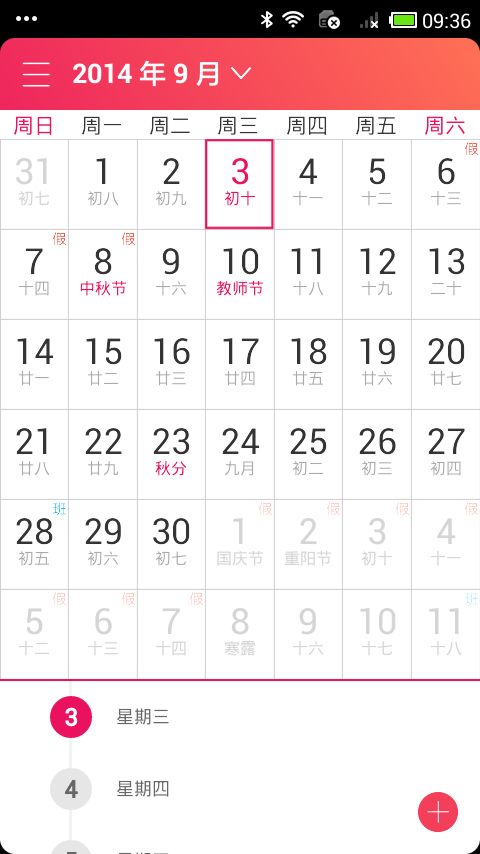 09:36
2014 年 9 月
周日 周一 周二 周三 周四 周五 周六
假
31 1 2 3 4 5 6
初七 初八 初九 初十 十一 十二 十三
假 假
7 8 9 10 11 12 13
十四 中秋节 十六 教师节 十八 十九 二十
14 15 16 17 18 19 20
廿一 廿二 廿三 廿四 廿五 廿六 廿七
21 22 23 24 25 26 27
廿八 廿九 秋分 九月 初二 初三 初四
班 假 假 假 假
28 29 30 1 2 3 4
初五 初六 初七 国庆节 重阳节 初十 十一
假 假 假 班
5 6 7 8 9 10 11
十二 十三 十四 寒露 十六 十七 十八
3 星期三
4 星期四